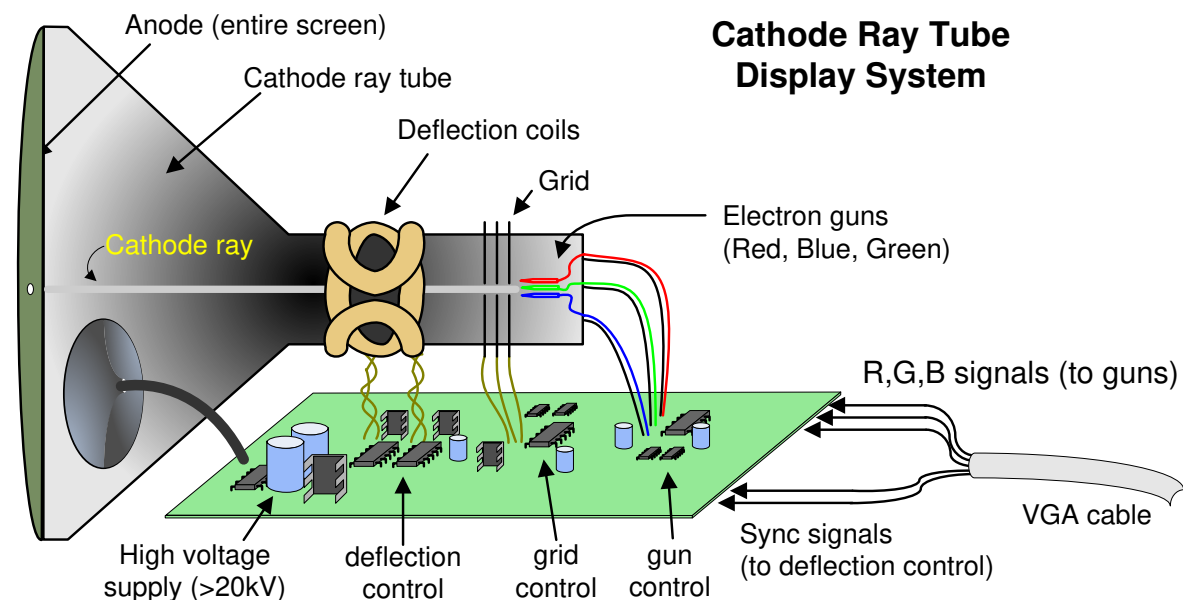 Anode (entire screen)
Cathode Ray Tube
Display System
Cathode ray tube
Deflection coils
Grid
Electron guns
(Red, Blue, Green)
Cathode ray
R,G,B signals (to guns)
VGA cable
Sync signals
(to deflection control)
High voltage
supply (>20kV)
deflection
control
grid
control
gun
control